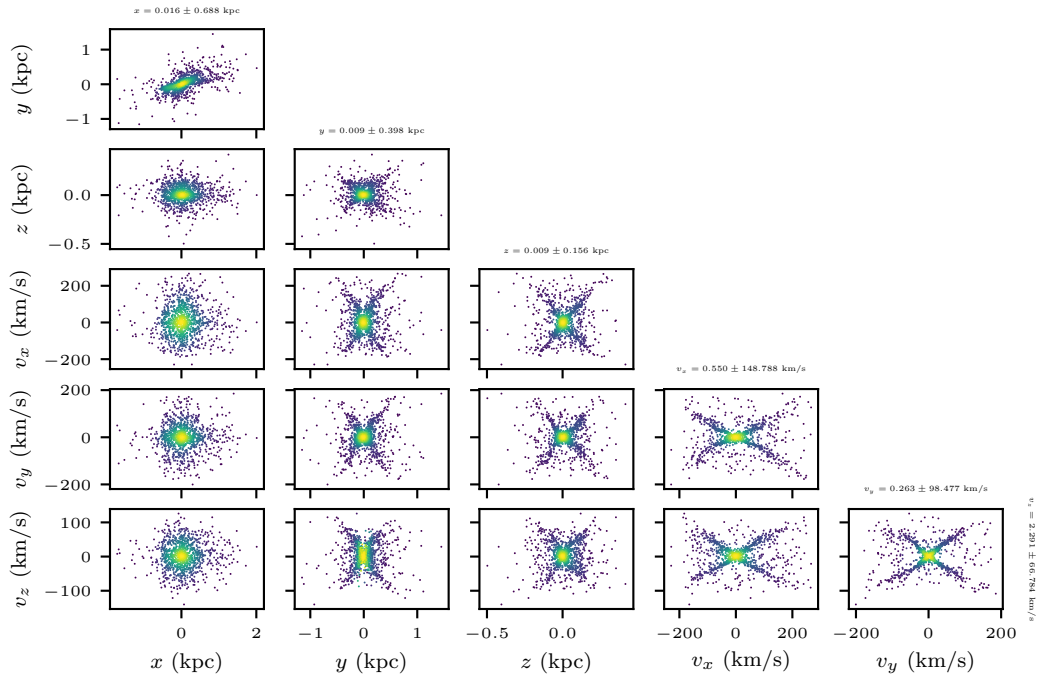 x = 0.016 ± 0.688 kpc
y (kpc)
1
0
−1
y = 0.009 ± 0.398 kpc
z (kpc)
0.0
−0.5
z = 0.009 ± 0.156 kpc
v_x (km/s)
200
0
−200
v_x = 0.550 ± 148.788 km/s
v_y (km/s)
200
0
−200
v_y = 0.263 ± 98.477 km/s
v_z (km/s)
100
0
−100
v_z = 2.291 ± 66.784 km/s
0 2 −1 0 1 −0.5 0.0 −200 0 200 −200 0 200
x (kpc) y (kpc) z (kpc) v_x (km/s) v_y (km/s)